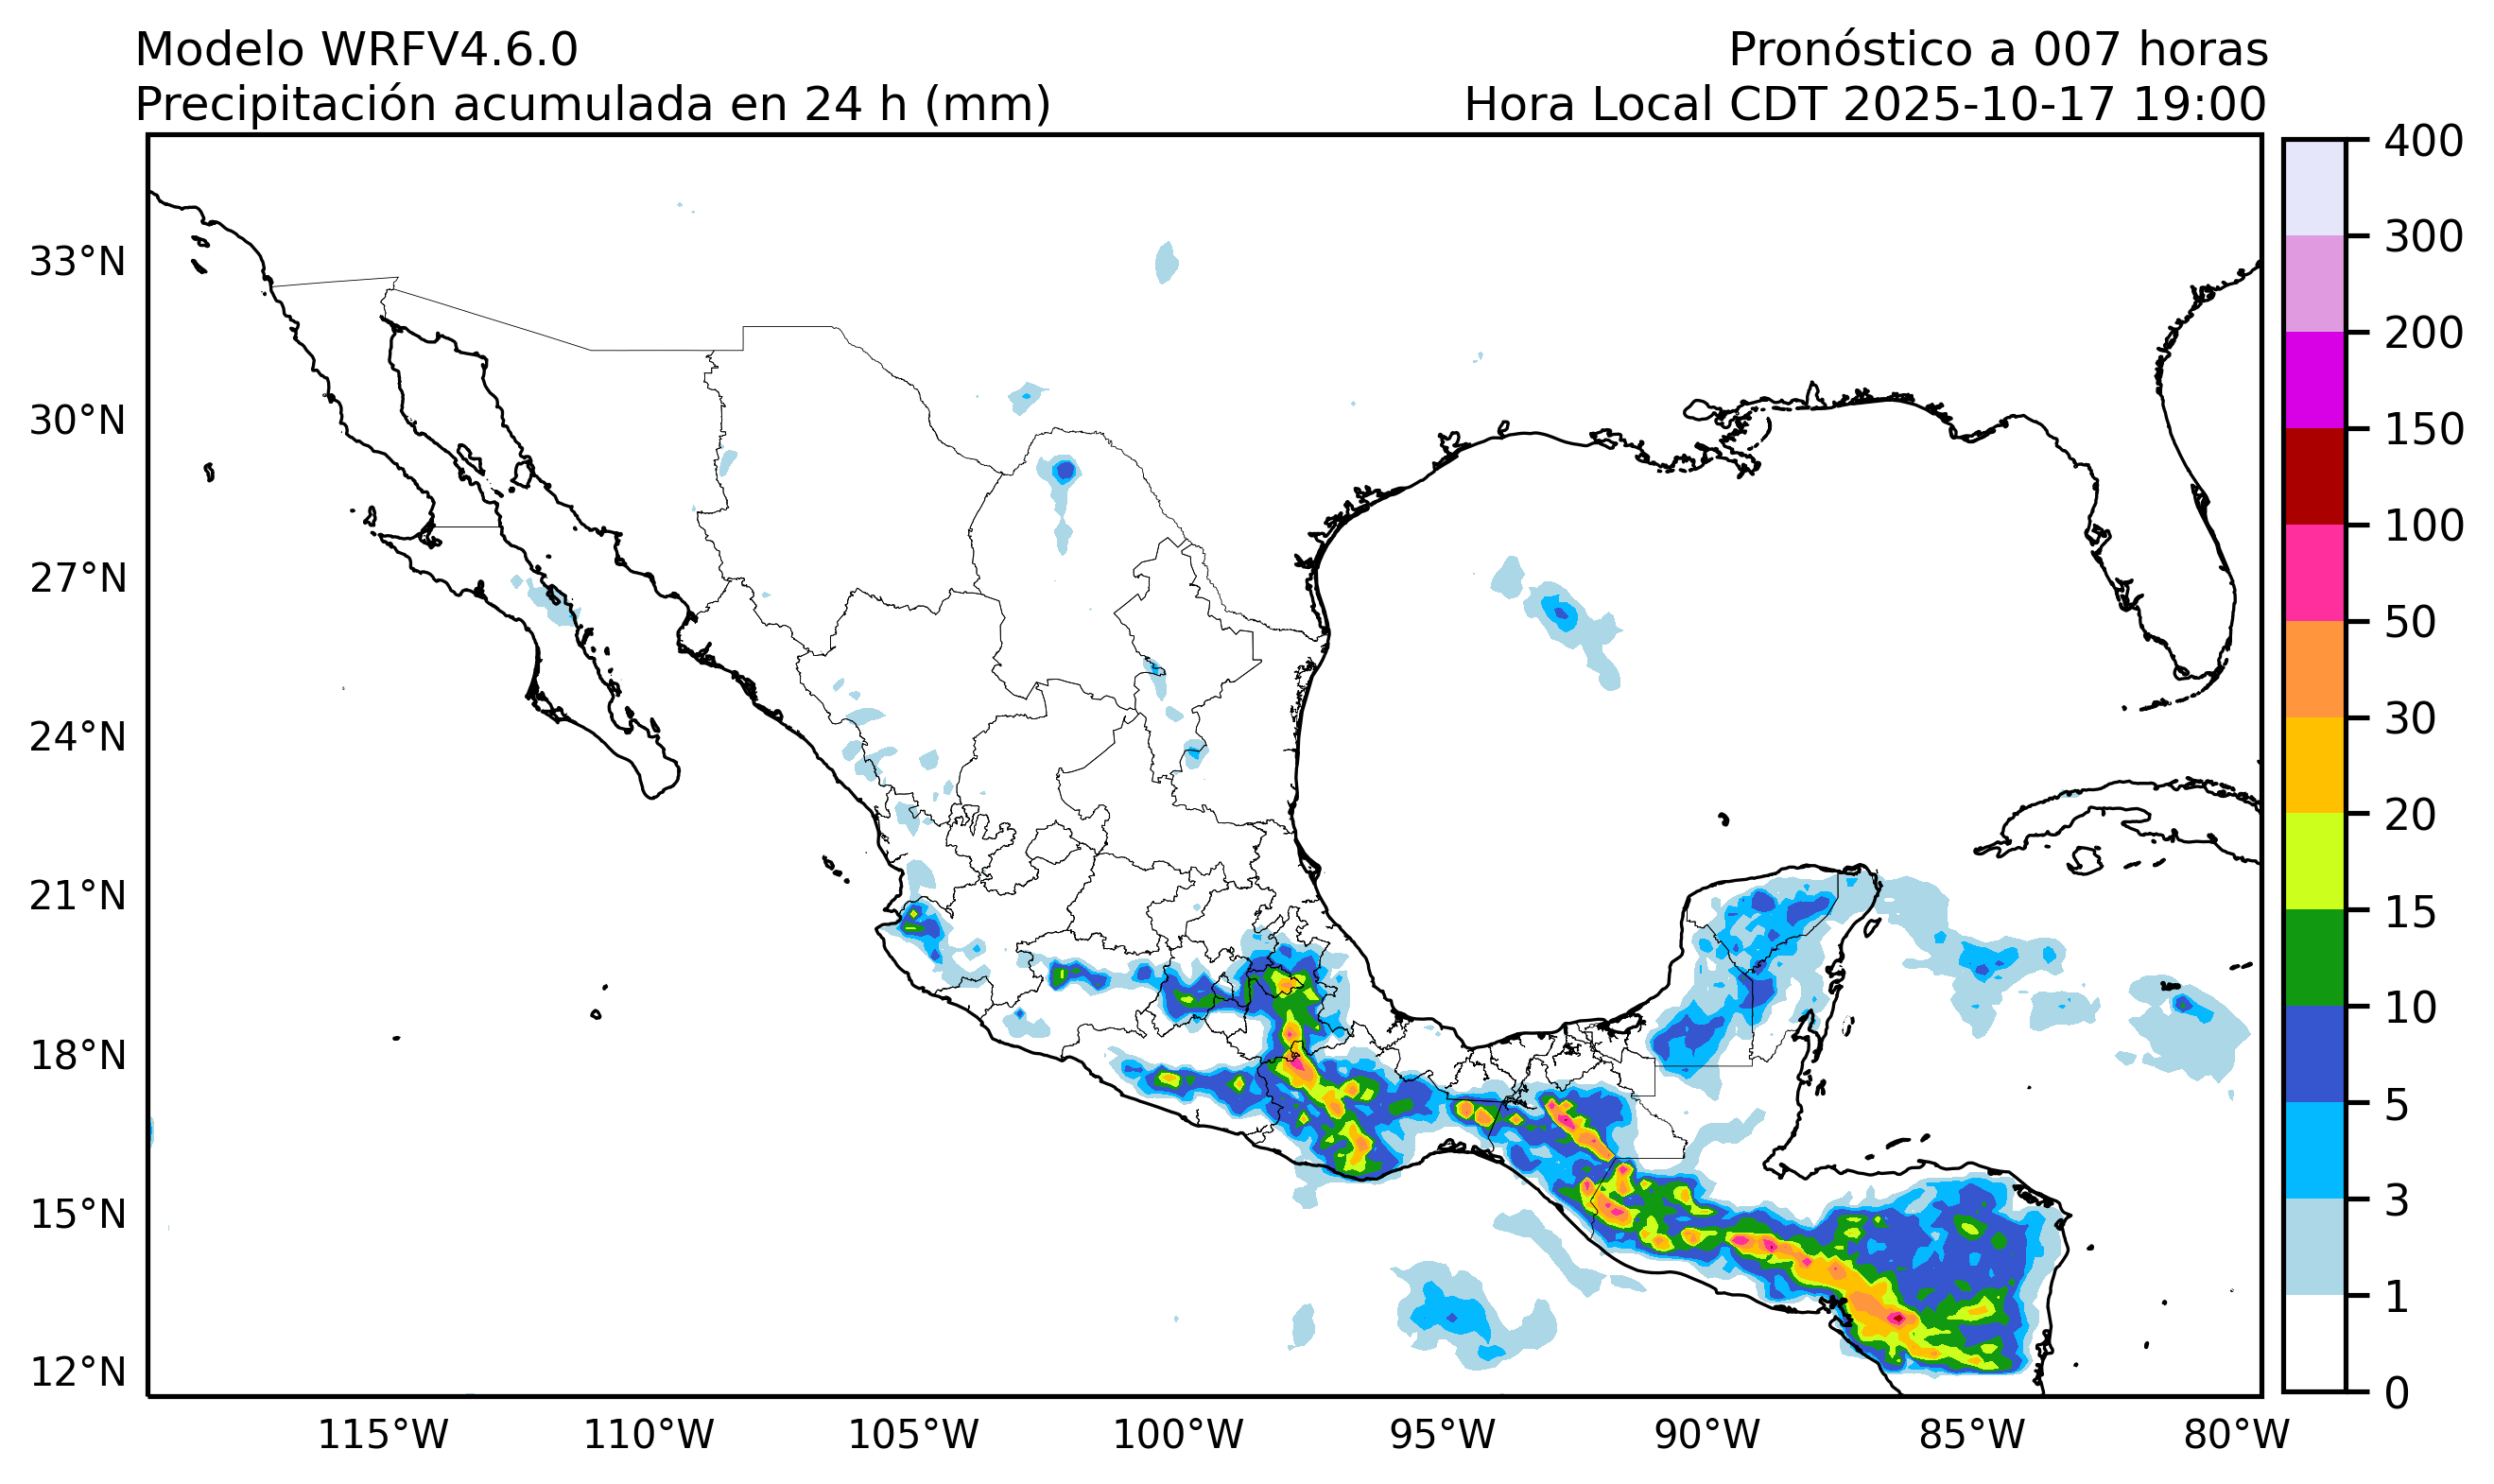 Modelo WRFV4.6.0
Pronóstico a 007 horas
Precipitación acumulada en 24 h (mm)
Hora Local CDT 2025-10-17 19:00
33°N
30°N
27°N
24°N
21°N
18°N
15°N
12°N
115°W
110°W
105°W
100°W
95°W
90°W
85°W
80°W
400
300
200
150
100
50
30
20
15
10
5
3
1
0